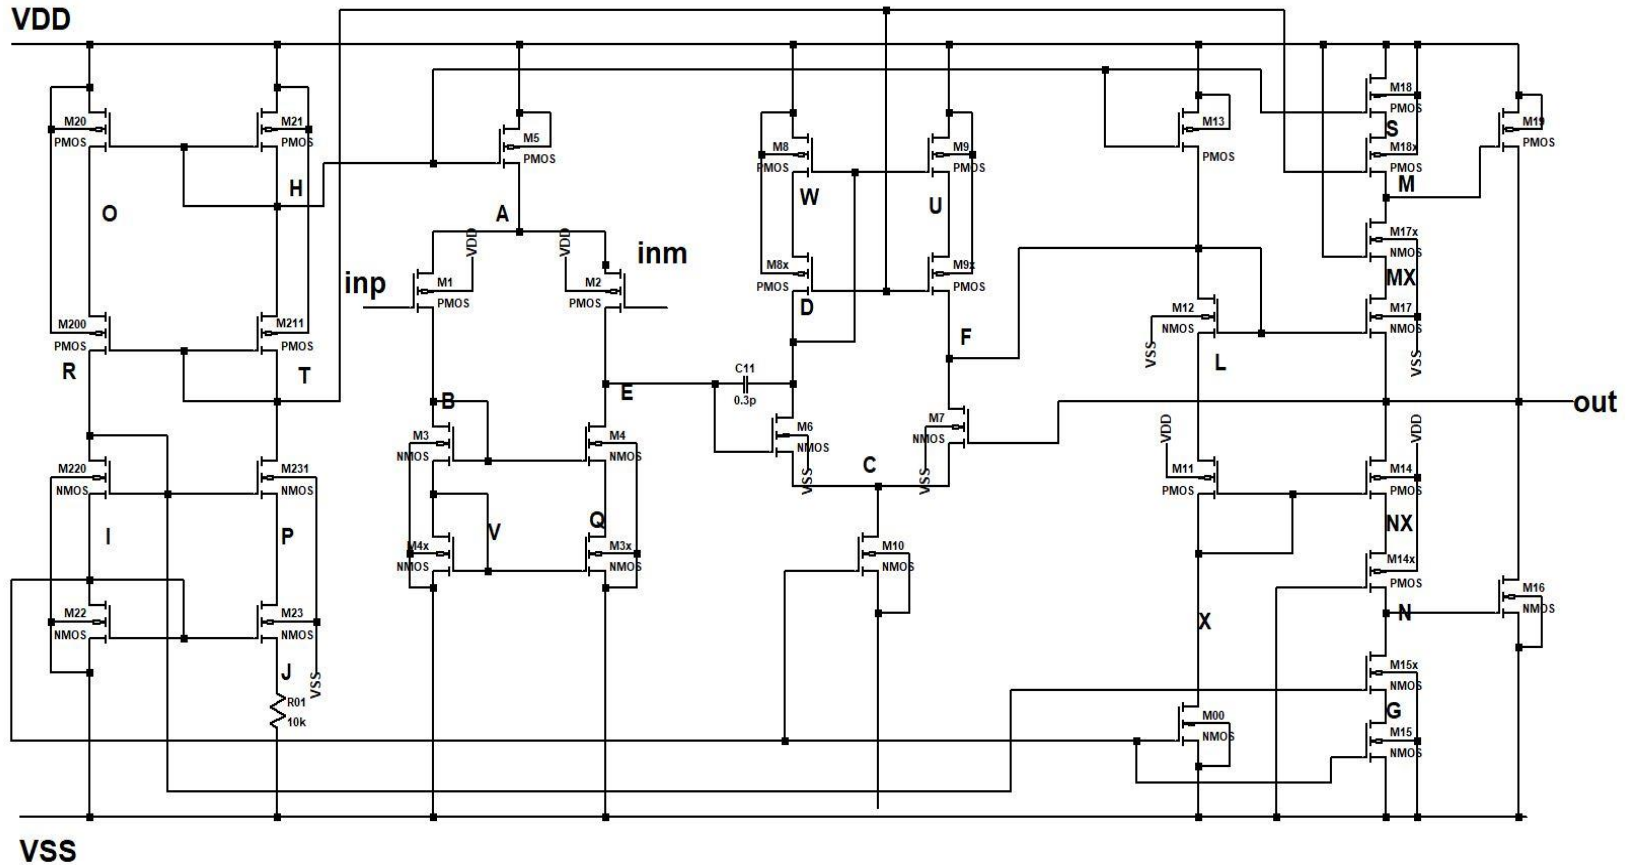 VDD
M20
PMOS
M21
PMOS
M5
PMOS
M8
PMOS
M9
PMOS
M13
PMOS
M18
PMOS
S
M18x
PMOS
M19
PMOS
H
O
A
W
U
M
VDD
VDD
inp
inm
M1
PMOS
M2
PMOS
M8x
PMOS
D
M9x
PMOS
M17x
NMOS
MX
M12
NMOS
VSS
M17
NMOS
VSS
M200
PMOS
M211
PMOS
R
T
F
L
C11
0.3p
B
E
out
M3
NMOS
M4
NMOS
M6
NMOS
VSS
M7
NMOS
VSS
C
VDD
VDD
M220
NMOS
M231
NMOS
M11
PMOS
M14
PMOS
I
P
V
Q
NX
M4x
NMOS
M3x
NMOS
M10
NMOS
M14x
PMOS
M22
NMOS
M23
NMOS
X
N
M16
NMOS
J
VSS
R01
10k
M15x
NMOS
G
M00
NMOS
M15
NMOS
VSS